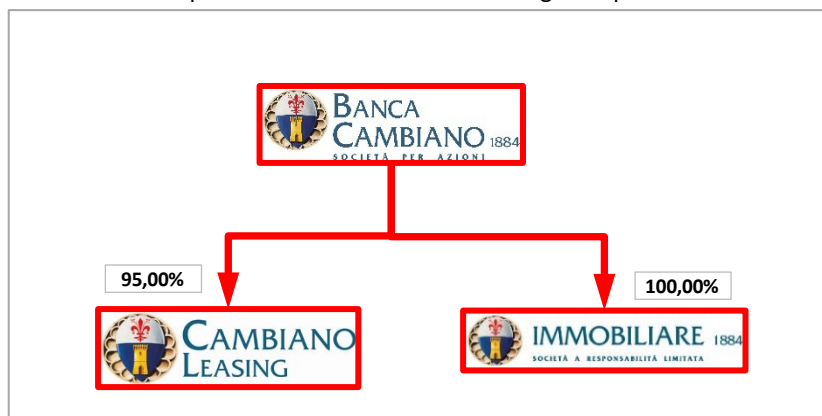 BANCA
CAMBIANO 1884
SOCIETÀ PER AZIONI
95,00%
100,00%
CAMBIANO
LEASING
IMMOBILIARE 1884
SOCIETÀ A RESPONSABILITÀ LIMITATA